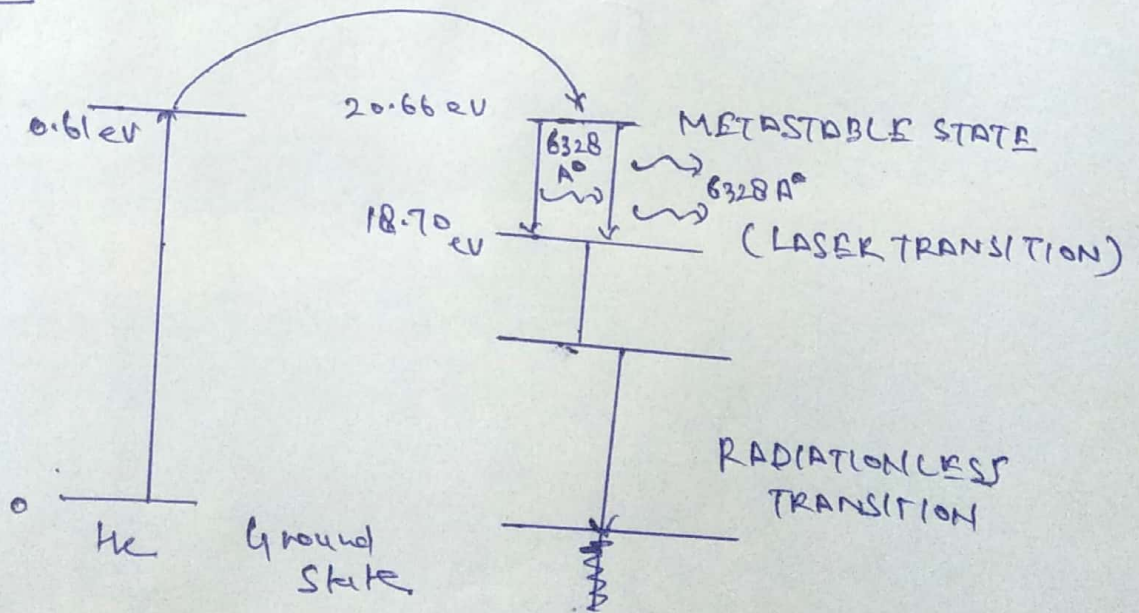 20.66 eV
0.61 eV
METASTABLE STATE
6328
A°
6328 A°
18.70 eV
(LASER TRANSITION)
RADIATIONLESS
TRANSITION
0
He
Ground
State